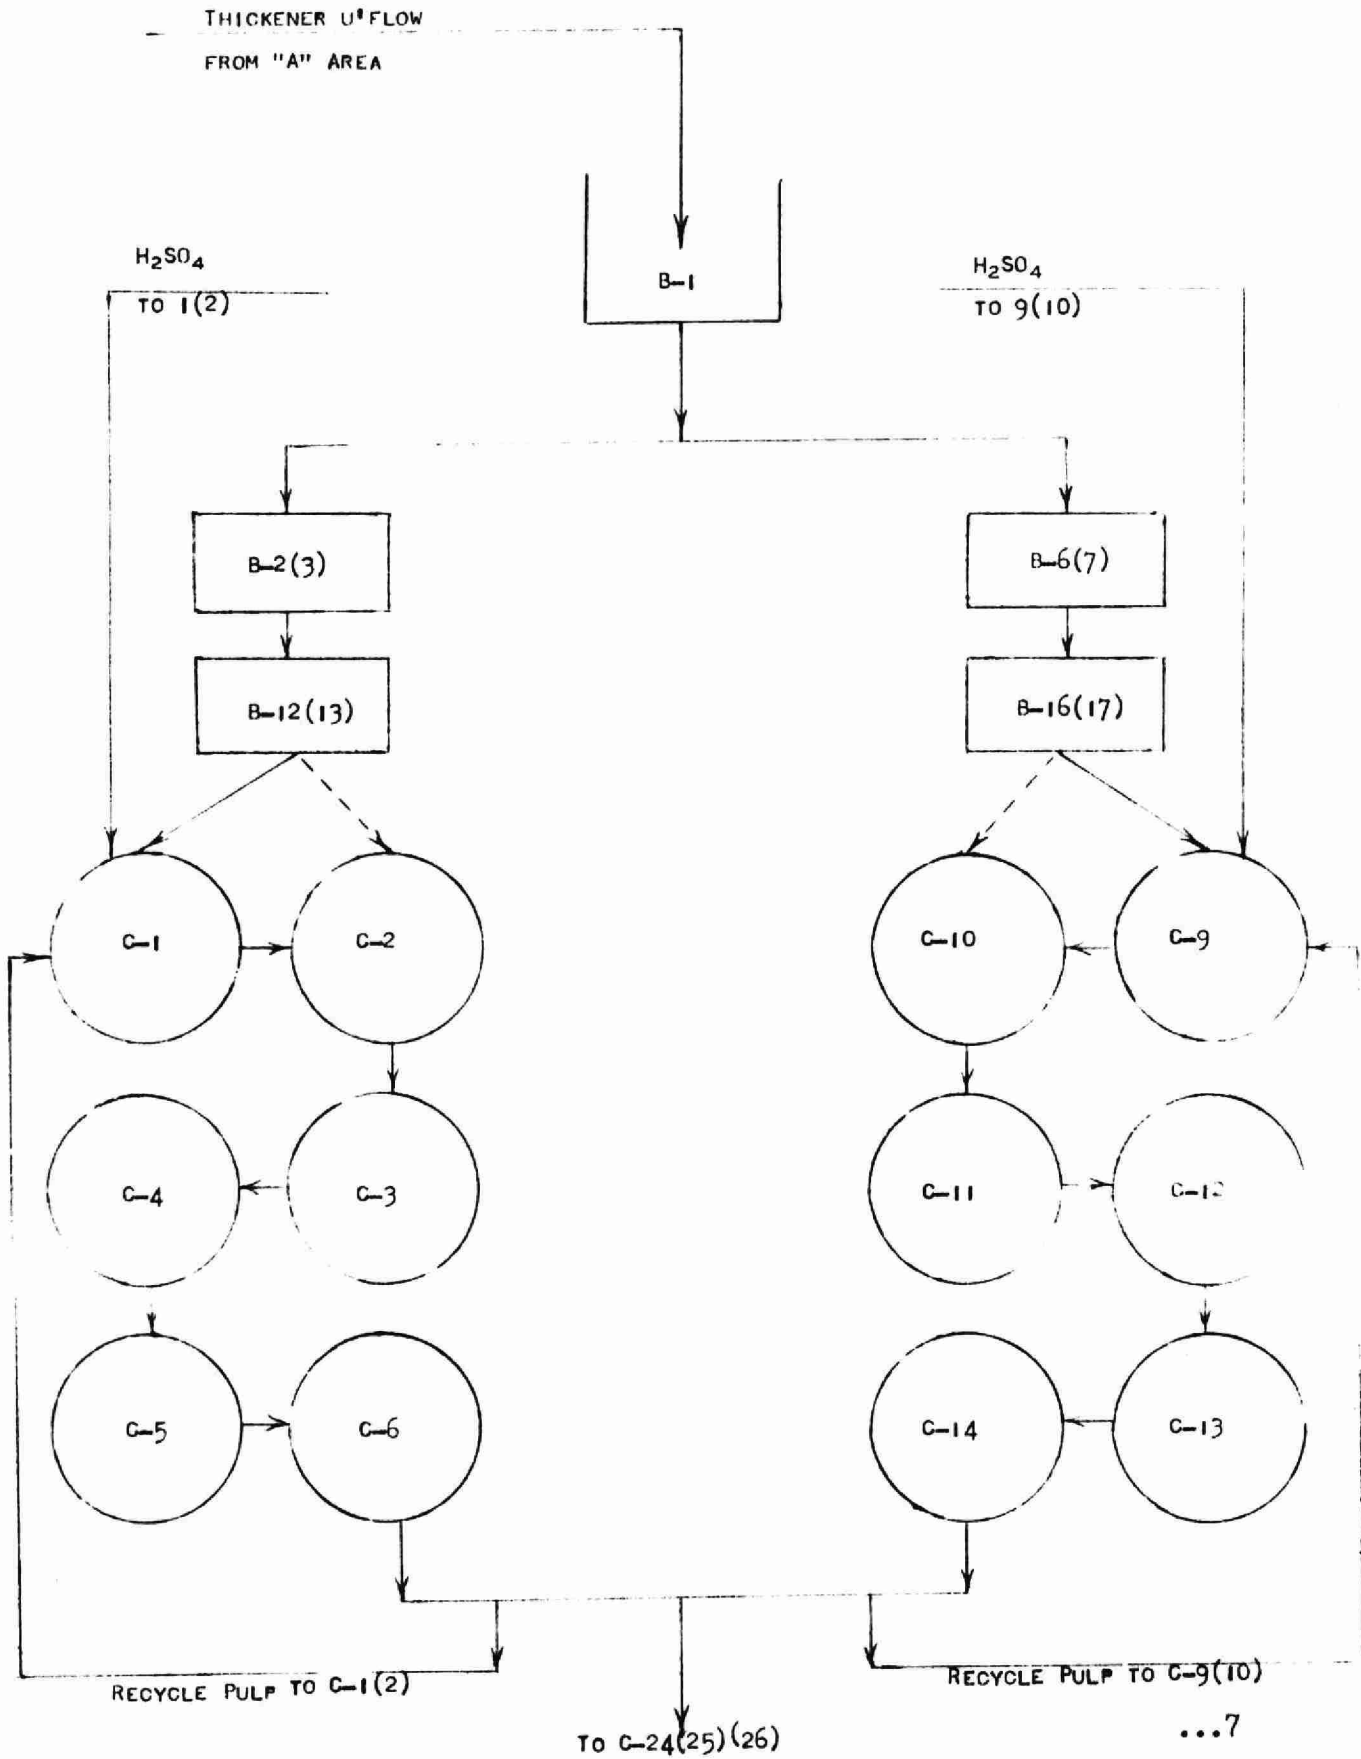 THICKENER U'FLOW
FROM "A" AREA
H₂SO₄
TO 1(2)
B-1
H₂SO₄
TO 9(10)
B-2(3)
B-6(7)
B-12(13)
B-16(17)
C-1
C-2
C-10
C-9
C-4
C-3
C-11
C-12
C-5
C-6
C-14
C-13
RECYCLE PULP TO C-1(2)
RECYCLE PULP TO C-9(10)
TO C-24(25)(26)
...7